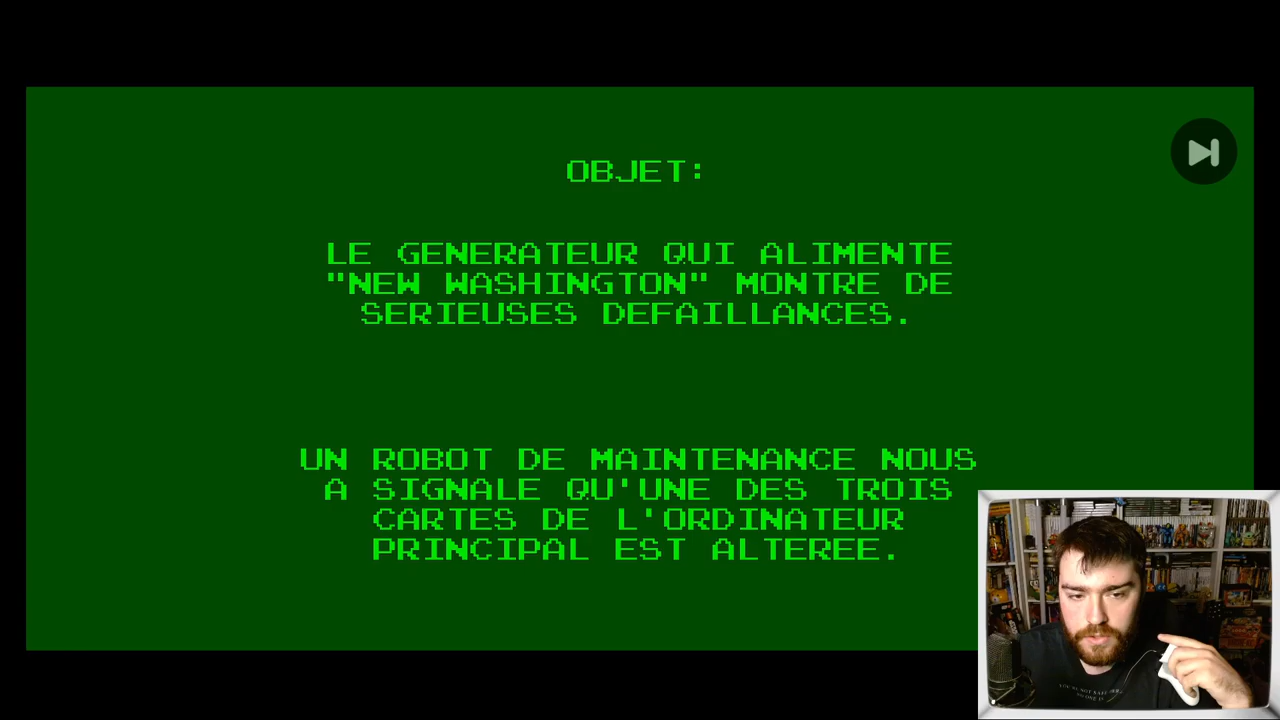 OBJET:
LE GENERATEUR QUI ALIMENTE
"NEW WASHINGTON" MONTRE DE
SERIEUSES DEFAILLANCES.
UN ROBOT DE MAINTENANCE NOUS
A SIGNALE QU'UNE DES TROIS
CARTES DE L'ORDINATEUR
PRINCIPAL EST ALTEREE.